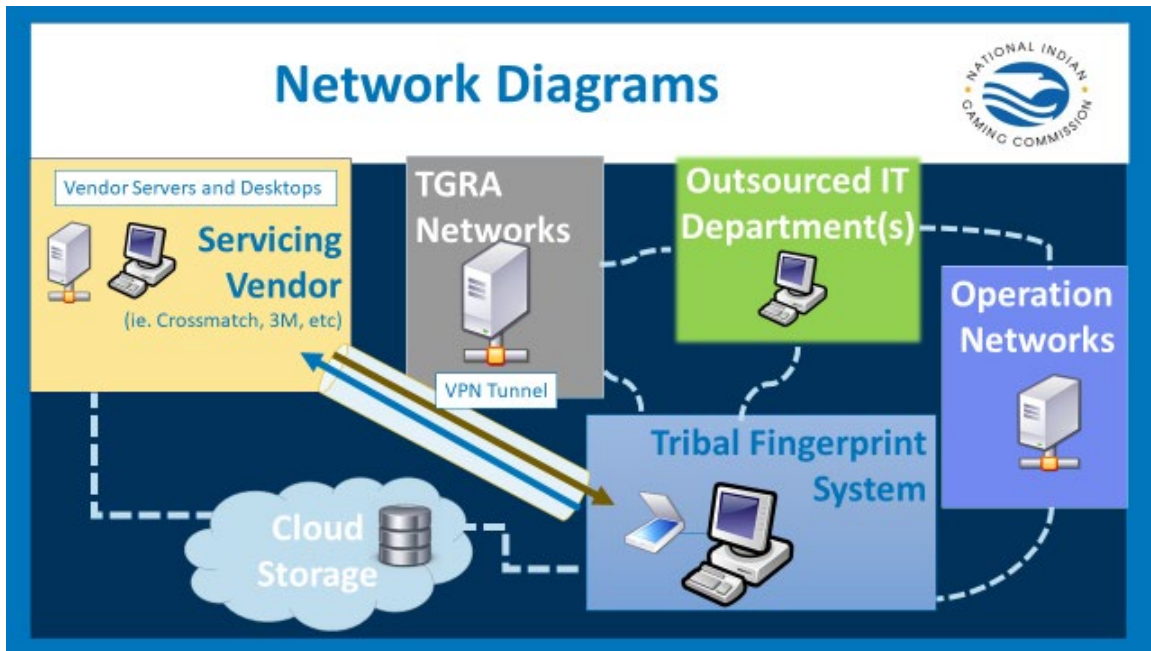 Network Diagrams
NATIONAL INDIAN
GAMING COMMISSION
Vendor Servers and Desktops
Servicing
Vendor
(ie. Crossmatch, 3M, etc)
TGRA
Networks
VPN Tunnel
Outsourced IT
Department(s)
Operation
Networks
Tribal Fingerprint
System
Cloud
Storage